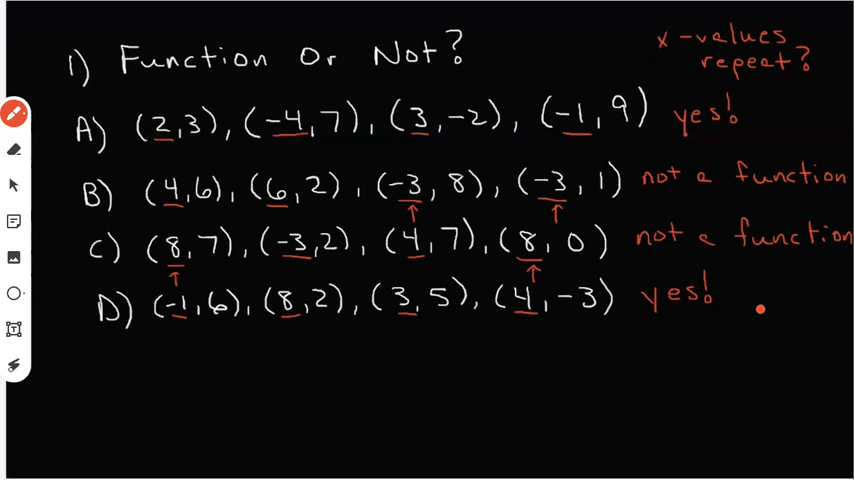 1) Function Or Not?
x-values
repeat?
A) (2,3), (-4,7), (3,-2), (-1,9) yes!
B) (4,6), (6,2), (-3,8), (-3,1) not a function
C) (8,7), (-3,2), (4,7), (8,0) not a function
D) (-1,6), (8,2), (3,5), (4,-3) yes!